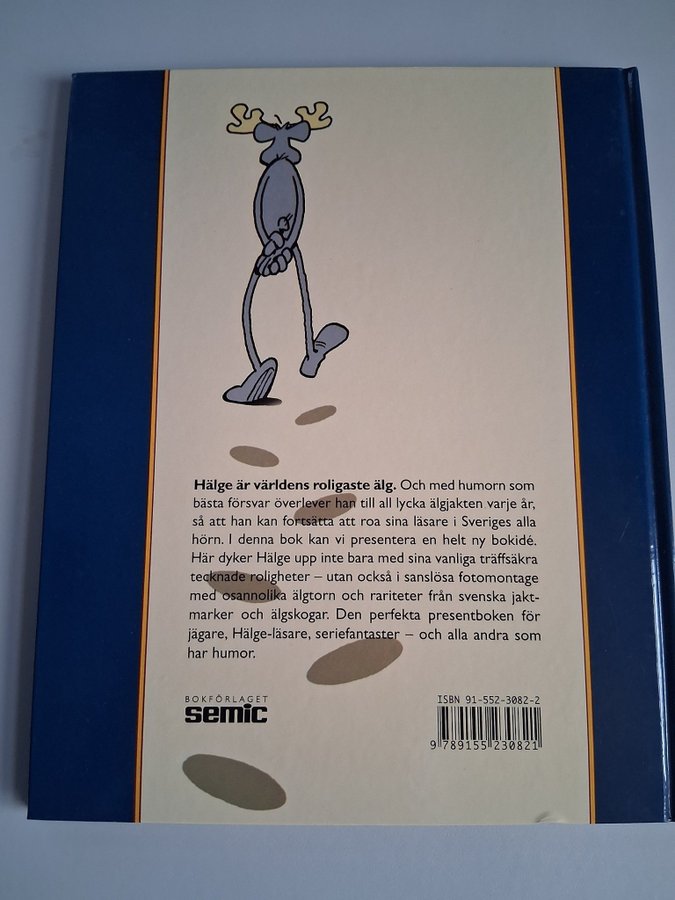 Hälge är världens roligaste älg. Och med humorn som
bästa försvar överlever han till all lycka älgjakten varje år,
så att han kan fortsätta att roa sina läsare i Sveriges alla
hörn. I denna bok kan vi presentera en helt ny bokidé.
Här dyker Hälge upp inte bara med sina vanliga träffsäkra
tecknade roligheter – utan också i sanslösa fotomontage
med osannolika älgtorn och rariteter från svenska jakt-
marker och älgskogar. Den perfekta presentboken för
jägare, Hälge-läsare, seriefantaster – och alla andra som
har humor.
BOKFÖRLAGET
semic
ISBN 91-552-3082-2
9 789155 230821